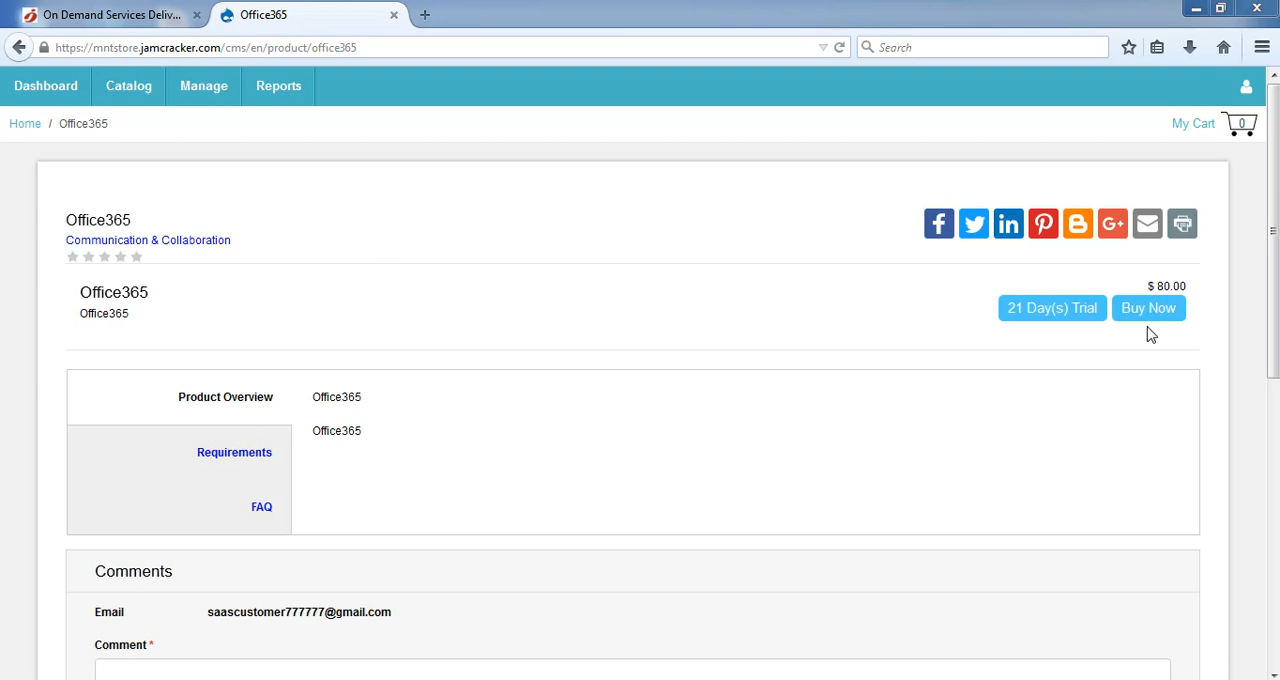 On Demand Services Deliv...
Office365
https://mntstore.jamcracker.com/cms/en/product/office365
Search
Dashboard
Catalog
Manage
Reports
Home / Office365
My Cart
0
Office365
Communication & Collaboration
Office365
Office365
$ 80.00
21 Day(s) Trial
Buy Now
Product Overview
Requirements
FAQ
Office365
Office365
Comments
Email saascustomer777777@gmail.com
Comment *